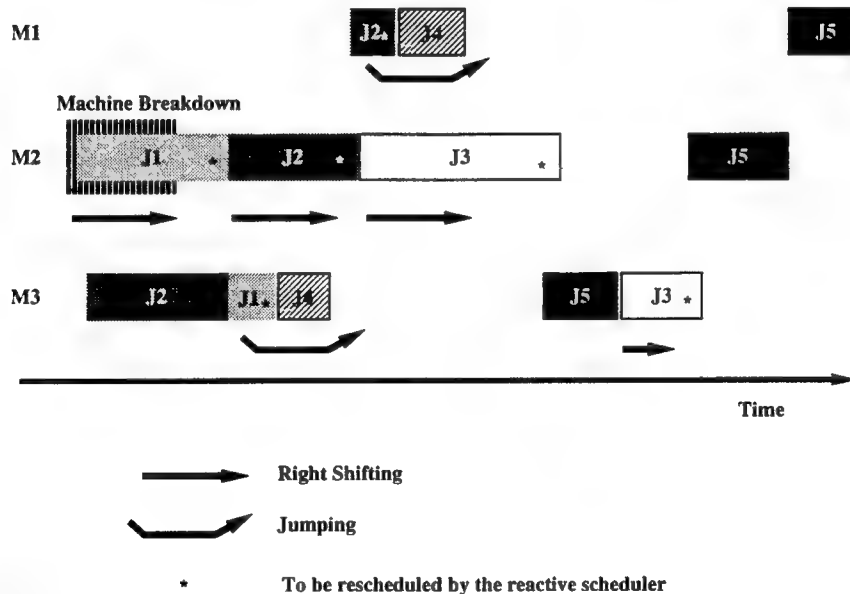 M1 J2* J4 J5
Machine Breakdown
M2 J1 * J2 * J3 * J5
M3 J2 J1* J4 J5 J3 *
Time
Right Shifting
Jumping
* To be rescheduled by the reactive scheduler